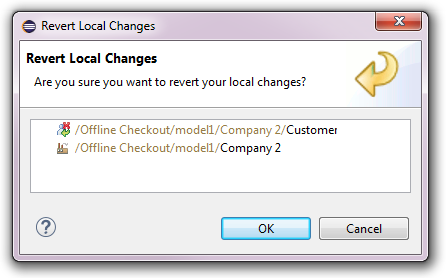 Revert Local Changes
Revert Local Changes
Are you sure you want to revert your local changes?
/Offline Checkout/model1/Company 2/Customer
/Offline Checkout/model1/Company 2
?
OK
Cancel